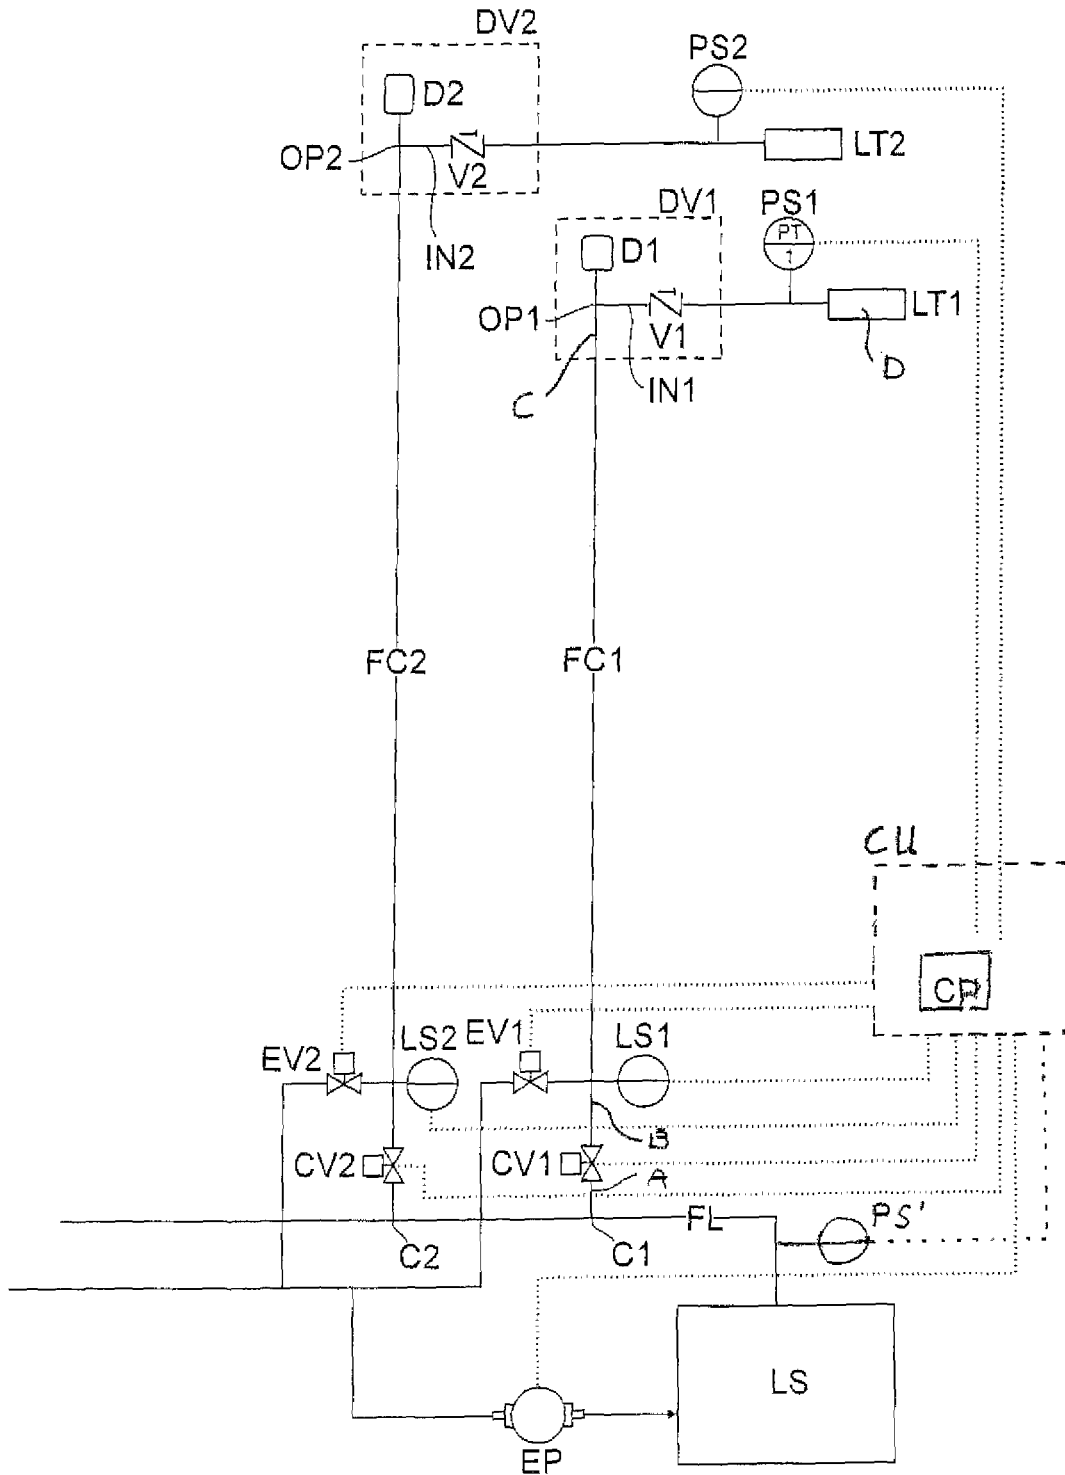 DV2
PS2
D2
OP2
V2
LT2
IN2
DV1
PS1
PT
1
D1
OP1
V1
LT1
D
C
IN1
FC2
FC1
CU
CP
EV2
LS2
EV1
LS1
B
CV2
CV1
A
FL
PS'
C2
C1
LS
EP